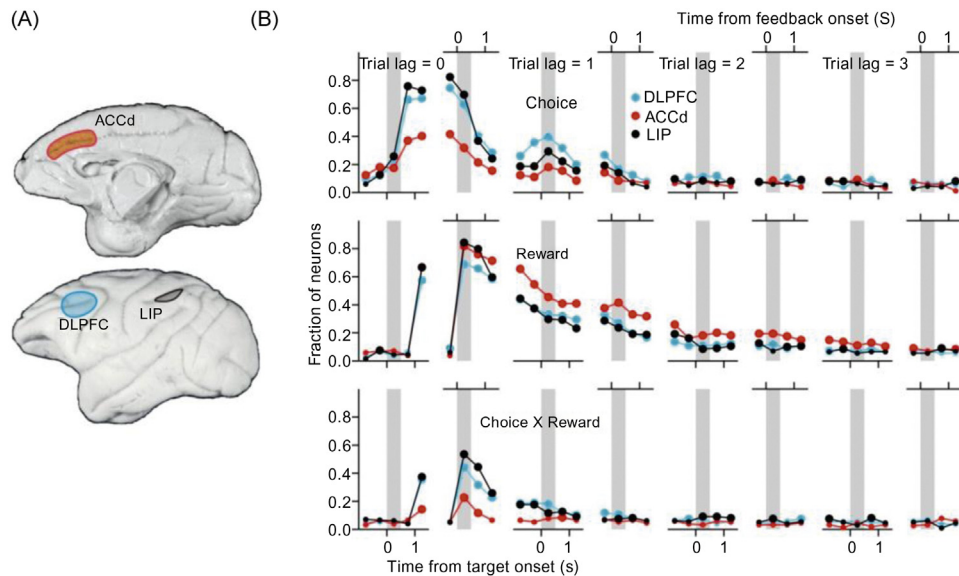 (A)
(B)
Time from feedback onset (S)
0 1 0 1 0 1 0 1
Trial lag = 0
Trial lag = 1
Trial lag = 2
Trial lag = 3
Choice
DLPFC
ACCd
LIP
0.8
0.6
0.4
0.2
0.0
ACCd
DLPFC
LIP
Fraction of neurons
Reward
0.8
0.6
0.4
0.2
0.0
Choice X Reward
0.8
0.6
0.4
0.2
0.0
0 1 0 1 0 1 0 1
Time from target onset (s)